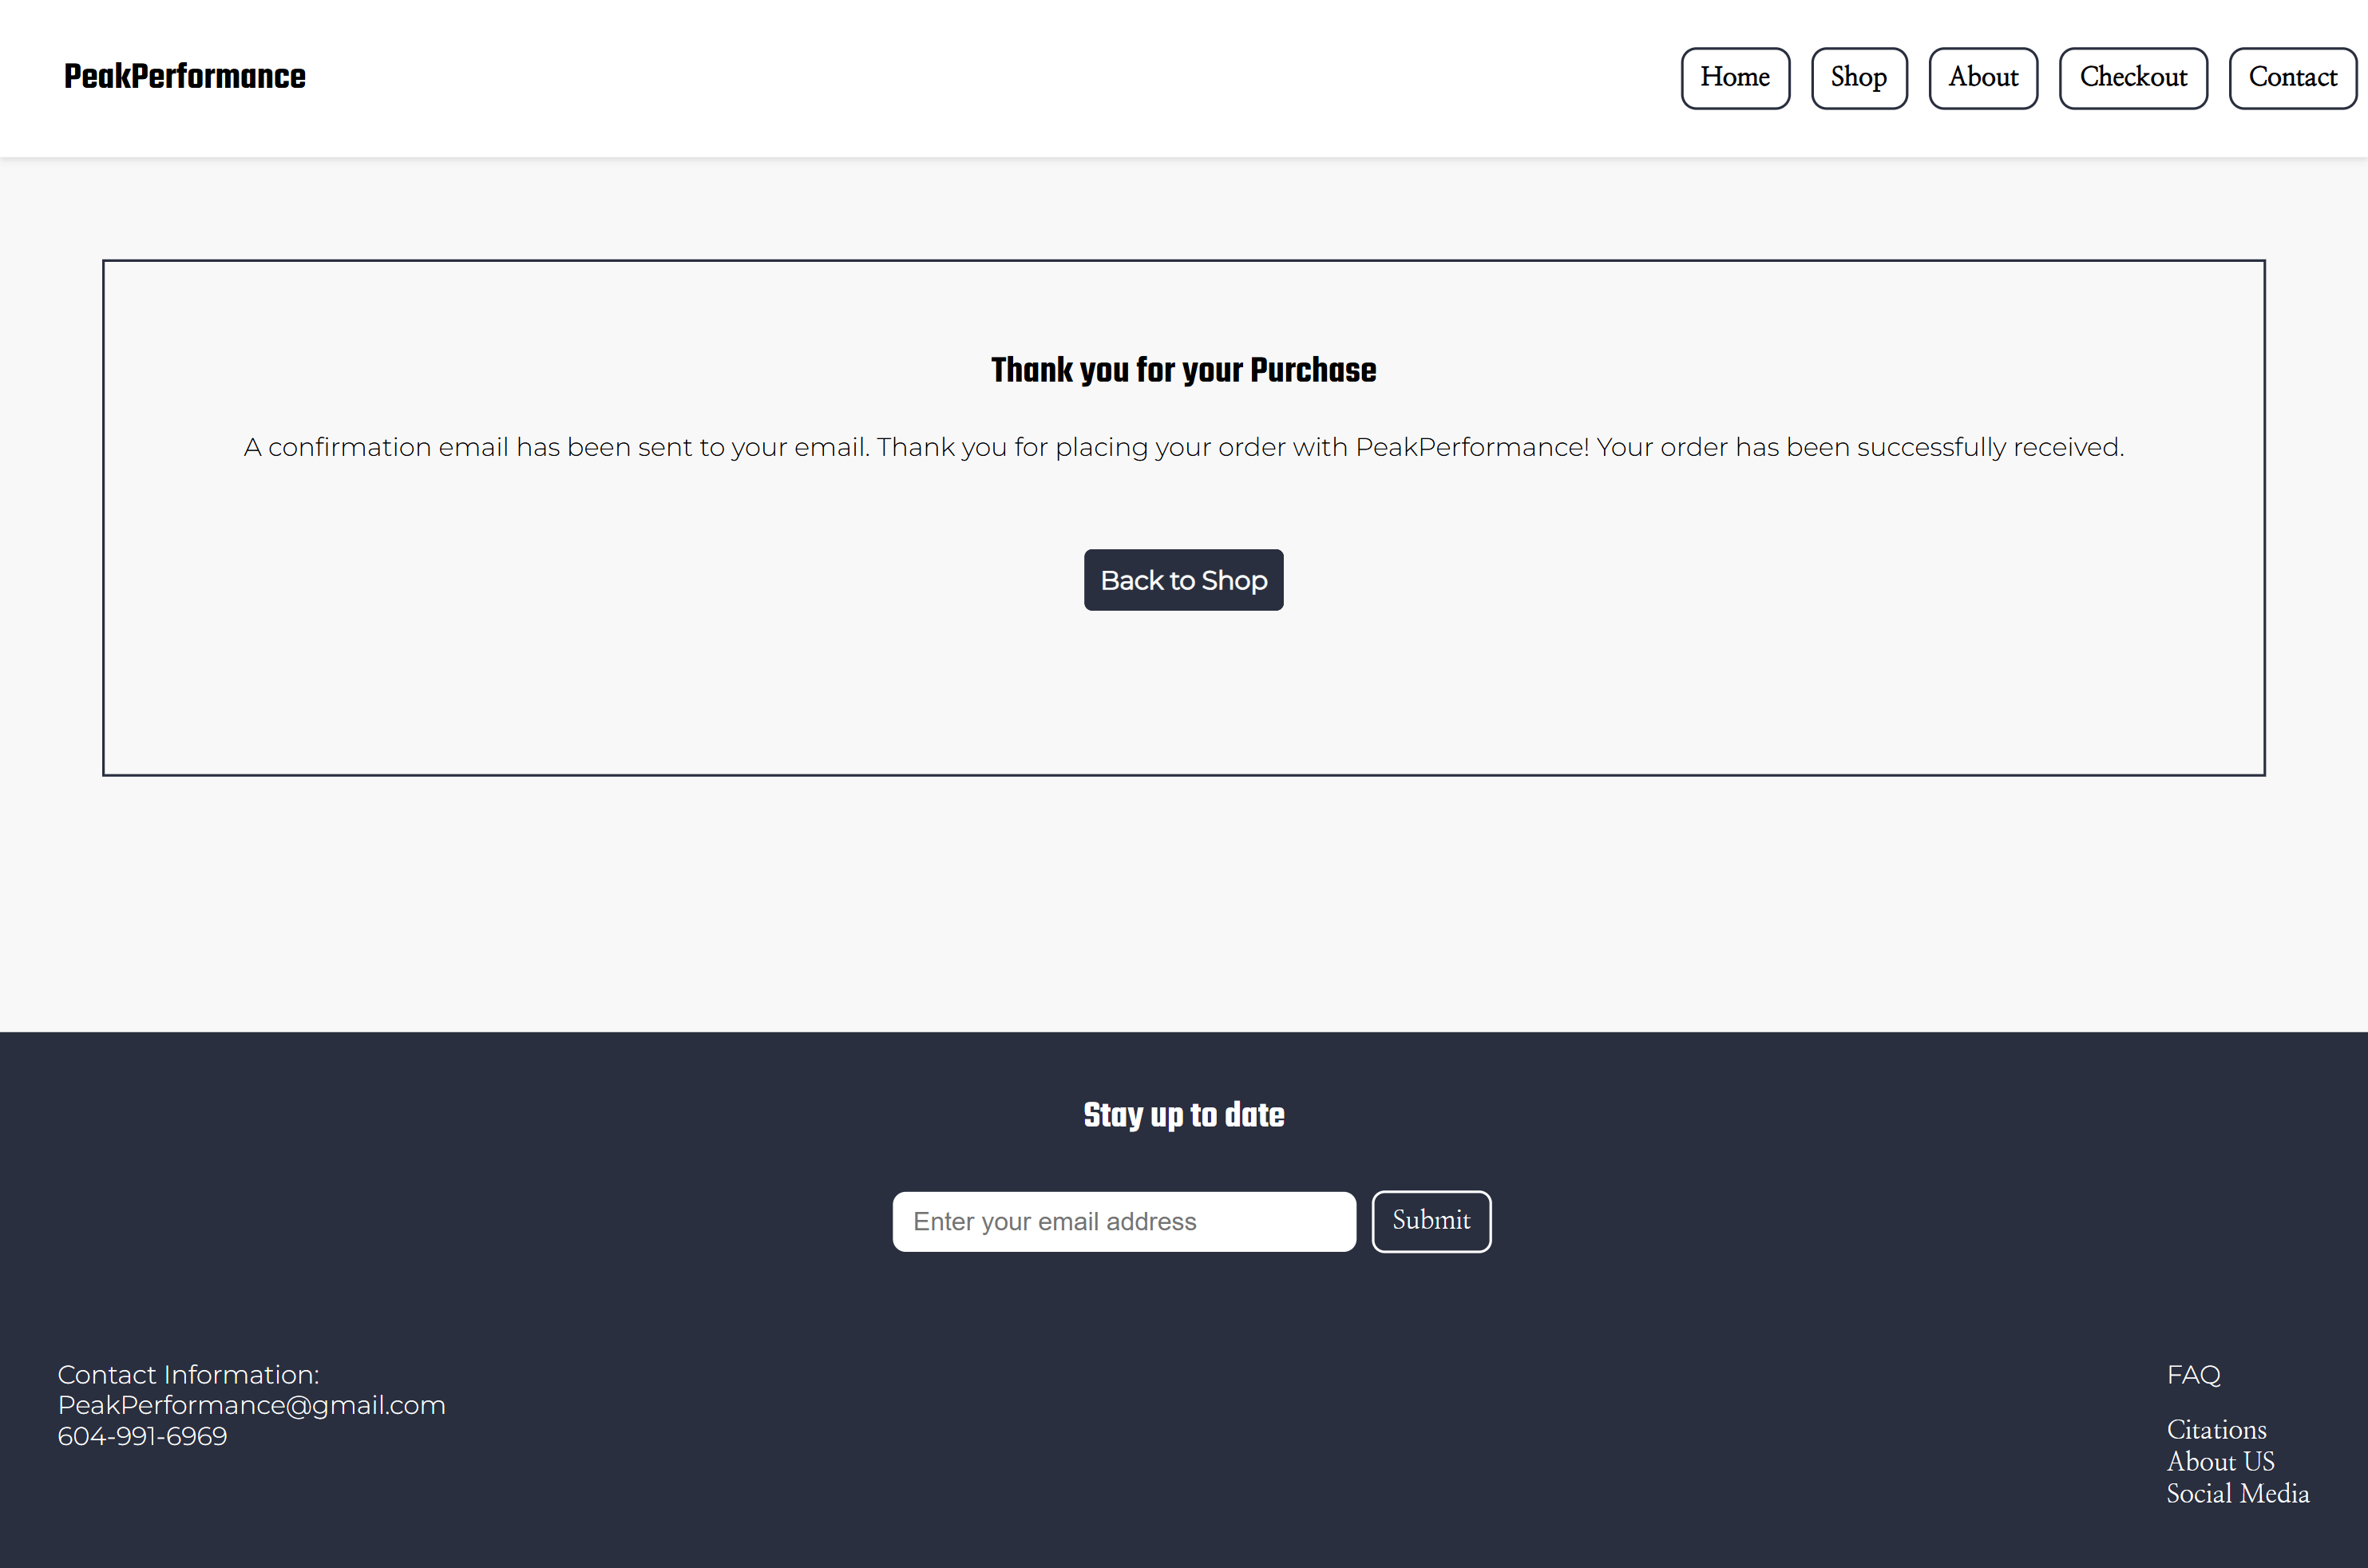 PeakPerformance
Home
Shop
About
Checkout
Contact
Thank you for your Purchase
A confirmation email has been sent to your email. Thank you for placing your order with PeakPerformance! Your order has been successfully received.
Back to Shop
Stay up to date
Enter your email address
Submit
Contact Information:
PeakPerformance@gmail.com
604-991-6969
FAQ
Citations
About US
Social Media